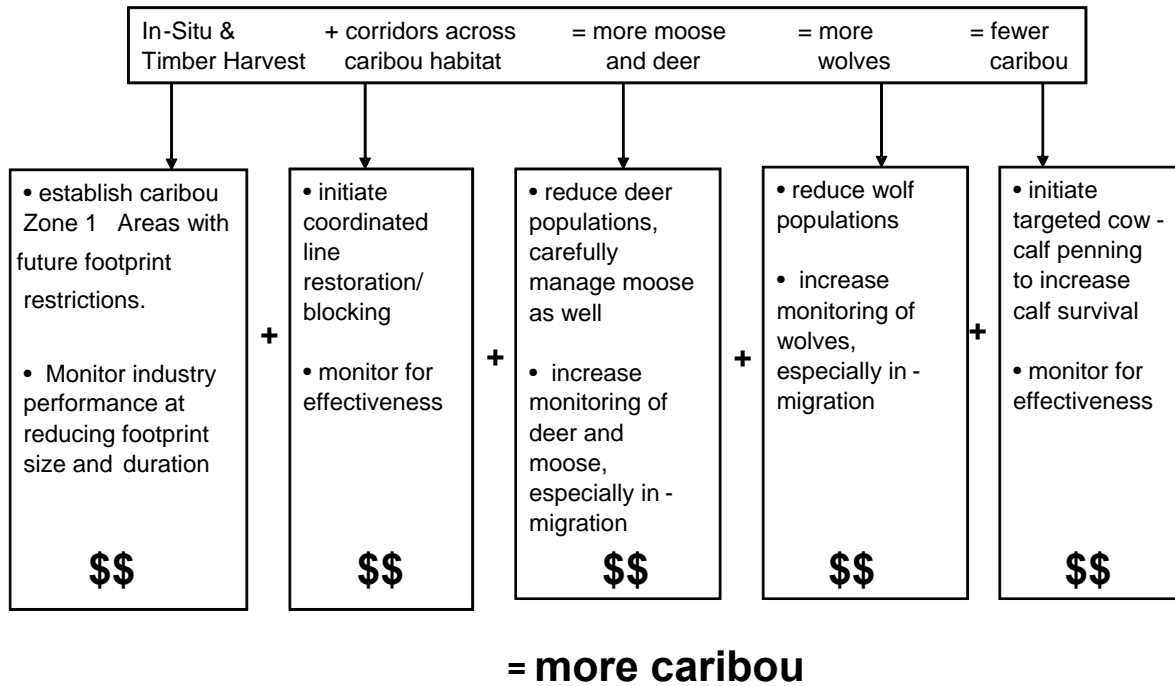 In-Situ & Timber Harvest
+ corridors across caribou habitat
= more moose and deer
= more wolves
= fewer caribou
• establish caribou
Zone 1 Areas with
future footprint
restrictions.
• Monitor industry
performance at
reducing footprint
size and duration
$$
+
• initiate
coordinated
line
restoration/
blocking
• monitor for
effectiveness
$$
+
• reduce deer
populations,
carefully
manage moose
as well
• increase
monitoring of
deer and
moose,
especially in -
migration
$$
+
• reduce wolf
populations
• increase
monitoring of
wolves,
especially in -
migration
$$
+
• initiate
targeted cow -
calf penning
to increase
calf survival
• monitor for
effectiveness
$$
= more caribou